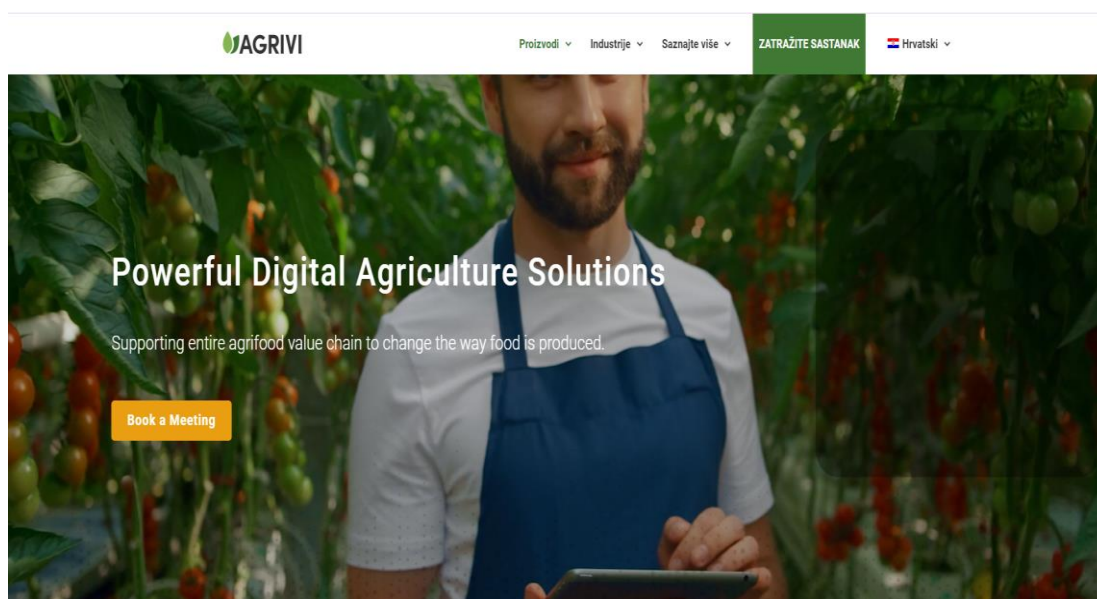 AGRIVI
Proizvodi Industrije Saznajte više ZATRAŽITE SASTANAK Hrvatski
Powerful Digital Agriculture Solutions
Supporting entire agrifood value chain to change the way food is produced.
Book a Meeting